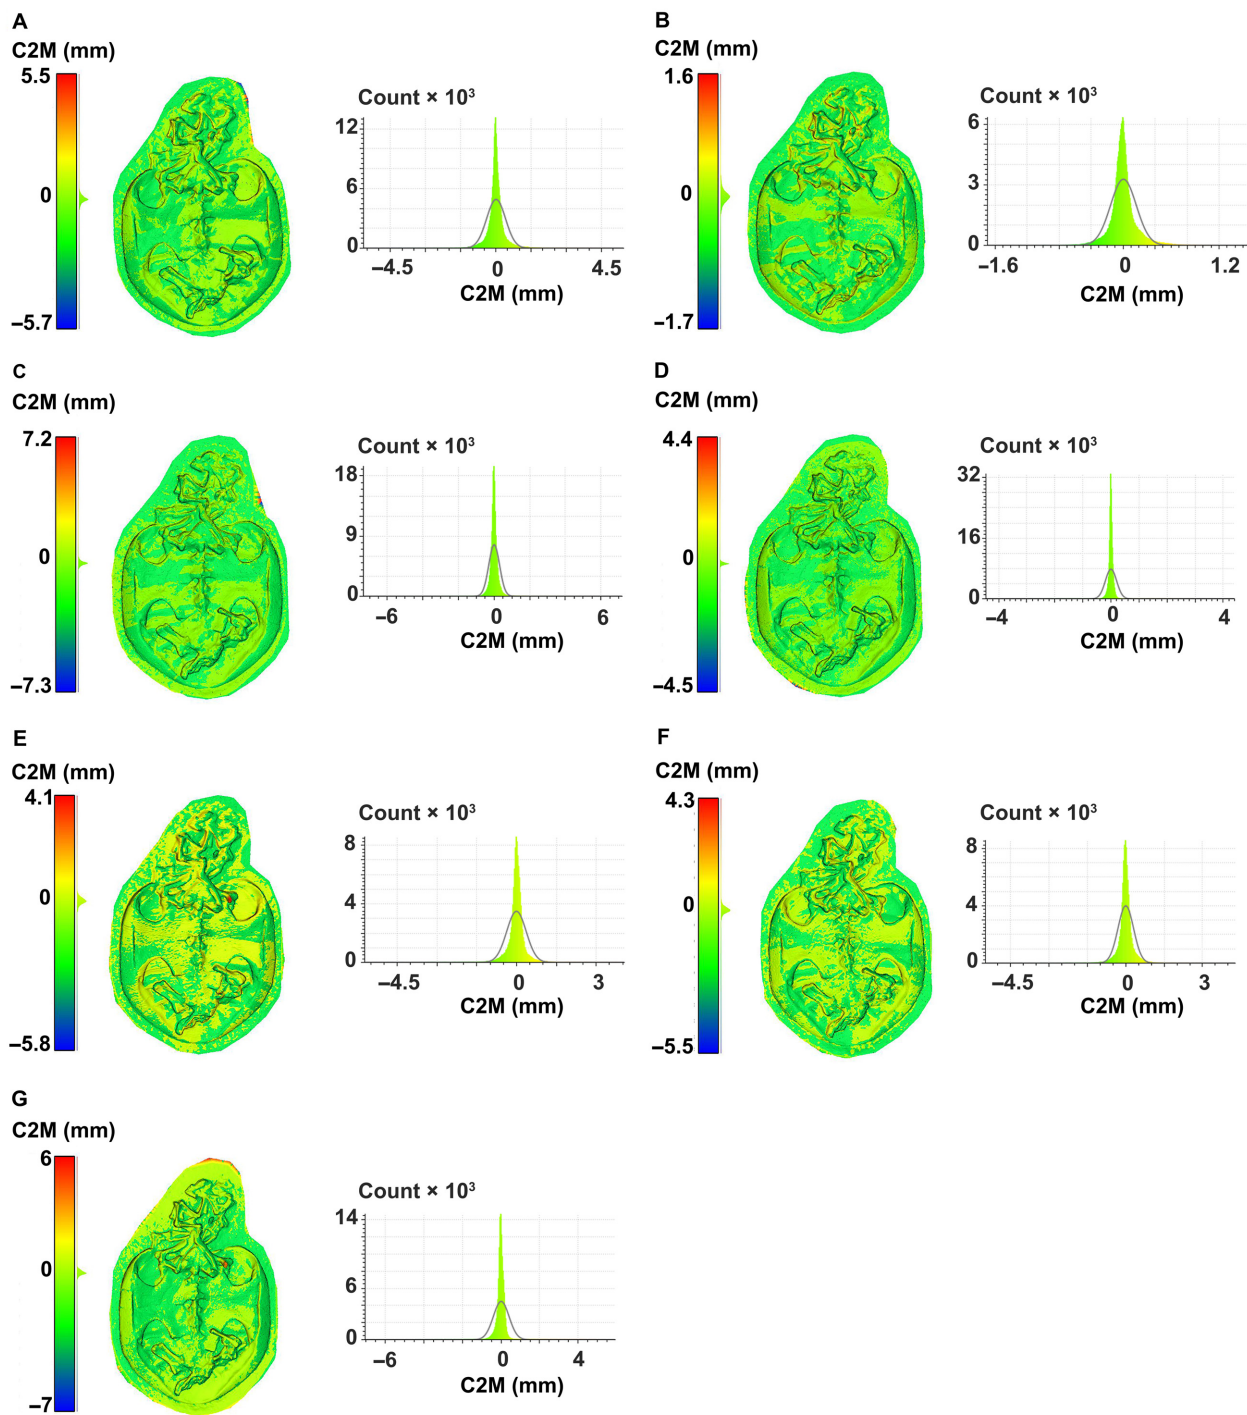 A
C2M (mm)
5.5
0
–5.7
Count × 10³
12
6
0
–4.5 0 4.5
C2M (mm)
B
C2M (mm)
1.6
0
–1.7
Count × 10³
6
3
0
–1.6 0 1.2
C2M (mm)
C
C2M (mm)
7.2
0
–7.3
Count × 10³
18
9
0
–6 0 6
C2M (mm)
D
C2M (mm)
4.4
0
–4.5
Count × 10³
32
16
0
–4 0 4
C2M (mm)
E
C2M (mm)
4.1
0
–5.8
Count × 10³
8
4
0
–4.5 0 3
C2M (mm)
F
C2M (mm)
4.3
0
–5.5
Count × 10³
8
4
0
–4.5 0 3
C2M (mm)
G
C2M (mm)
6
0
–7
Count × 10³
14
6
0
–6 0 4
C2M (mm)